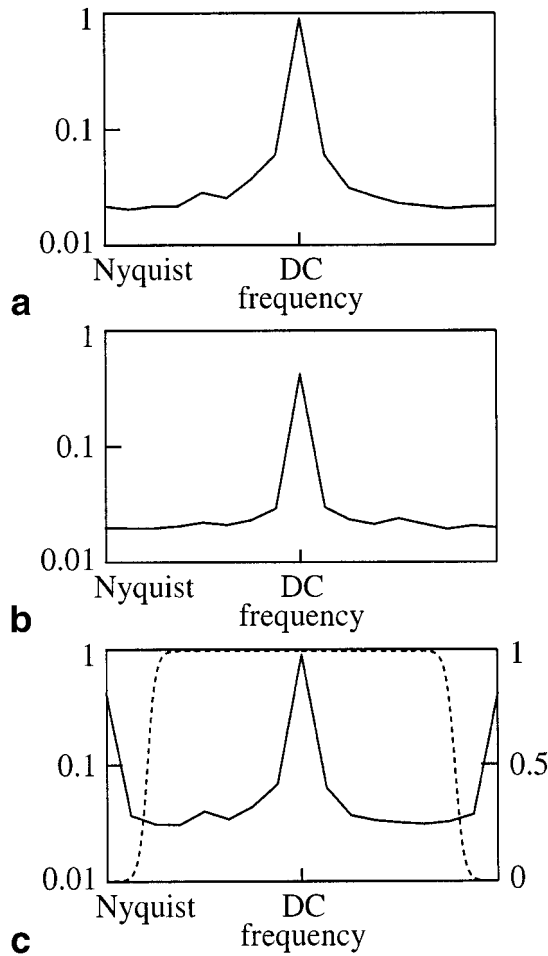 1
0.1
0.01
Nyquist DC
frequency
a
1
0.1
0.01
Nyquist DC
frequency
b
1 1
0.1 0.5
0.01 0
Nyquist DC
frequency
c